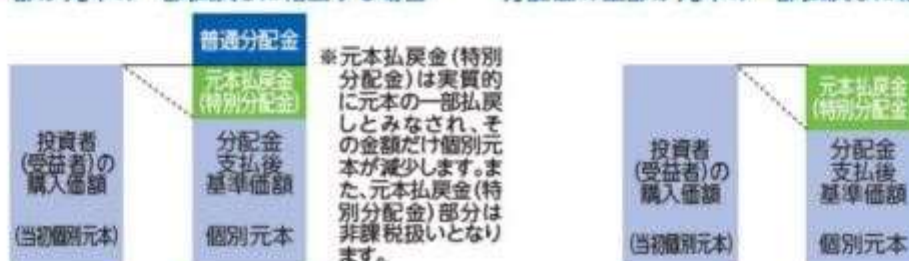 普通分配金
元本払戻金
(特別分配金)
投資者
(受益者)の
購入価額
(当初個別元本)
分配金
支払後
基準価額
個別元本
※元本払戻金(特別
分配金)は実質的
に元本の一部払戻
しとみなされ、そ
の金額だけ個別元
本が減少します。ま
た、元本払戻金(特
別分配金)部分は
非課税扱いとなり
ます。
投資者
(受益者)の
購入価額
(当初個別元本)
元本払戻金
(特別分配金
分配金
支払後
基準価額
個別元本